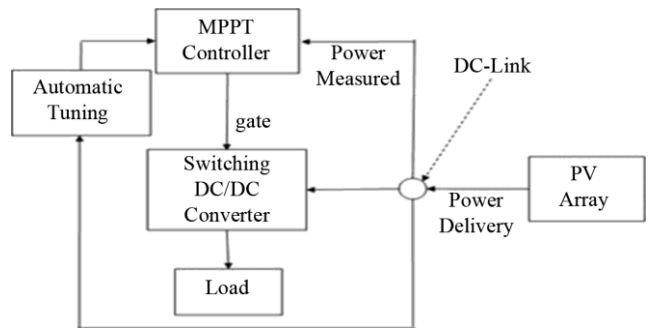 MPPT
Controller
Power
Measured
DC-Link
Automatic
Tuning
gate
Switching
DC/DC
Converter
Power
Delivery
PV
Array
Load